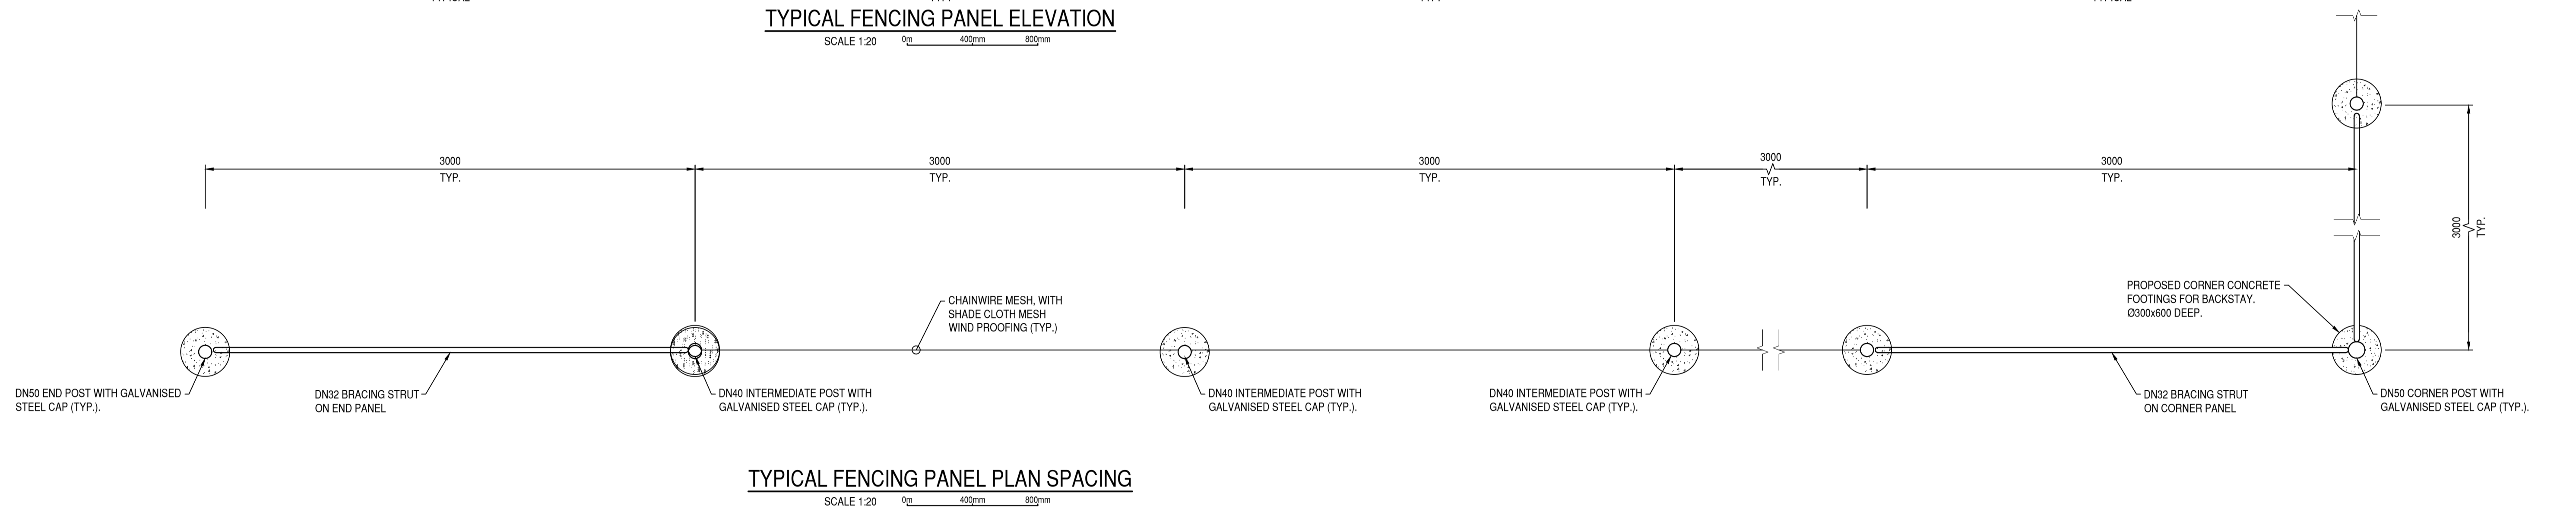 TYPICAL FENCING PANEL ELEVATION
SCALE 1:20
0m 400mm 800mm
3000
TYP.
3000
TYP.
3000
TYP.
3000
TYP.
3000
TYP.
3000
TYP.
CHAINWIRE MESH, WITH
SHADE CLOTH MESH
WIND PROOFING (TYP.)
PROPOSED CORNER CONCRETE
FOOTINGS FOR BACKSTAY.
Ø300x600 DEEP.
DN50 END POST WITH GALVANISED
STEEL CAP (TYP.).
DN32 BRACING STRUT
ON END PANEL
DN40 INTERMEDIATE POST WITH
GALVANISED STEEL CAP (TYP.).
DN40 INTERMEDIATE POST WITH
GALVANISED STEEL CAP (TYP.).
DN40 INTERMEDIATE POST WITH
GALVANISED STEEL CAP (TYP.).
DN32 BRACING STRUT
ON CORNER PANEL
DN50 CORNER POST WITH
GALVANISED STEEL CAP (TYP.).
TYPICAL FENCING PANEL PLAN SPACING
SCALE 1:20
0m 400mm 800mm